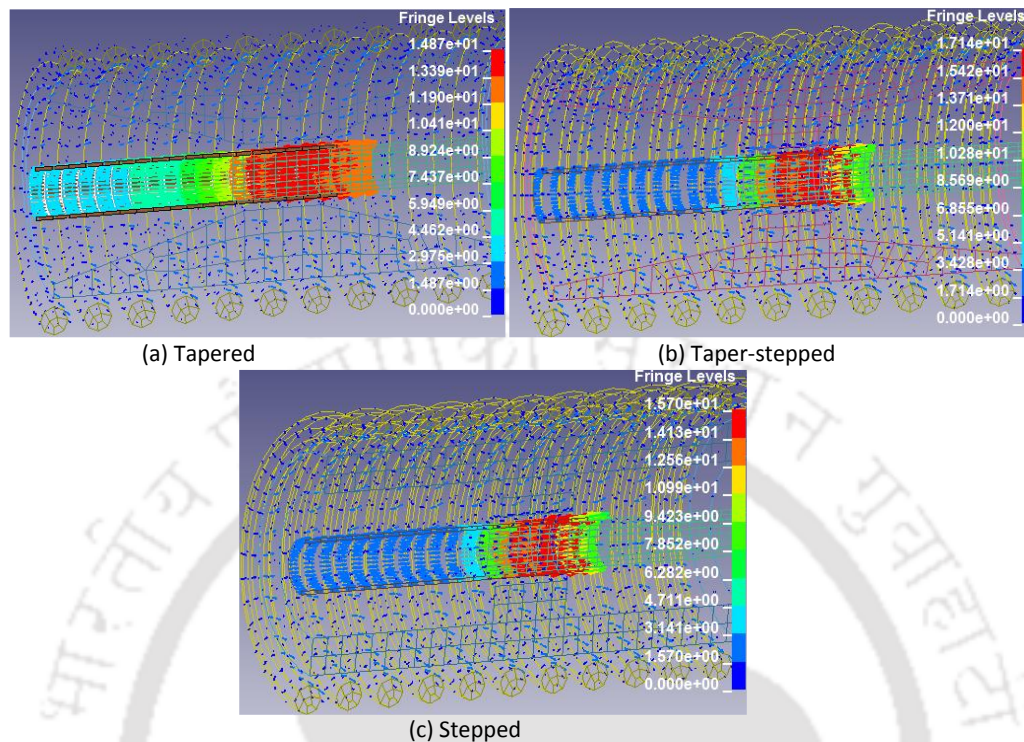 Fringe Levels
1.487e+01
1.339e+01
1.190e+01
1.041e+01
8.924e+00
7.437e+00
5.949e+00
4.462e+00
2.975e+00
1.487e+00
0.000e+00
Fringe Levels
1.714e+01
1.542e+01
1.371e+01
1.200e+01
1.028e+01
8.569e+00
6.855e+00
5.141e+00
3.428e+00
1.714e+00
0.000e+00
(a) Tapered
(b) Taper-stepped
Fringe Levels
1.570e+01
1.413e+01
1.256e+01
1.099e+01
9.423e+00
7.852e+00
6.282e+00
4.711e+00
3.141e+00
1.570e+00
0.000e+00
(c) Stepped